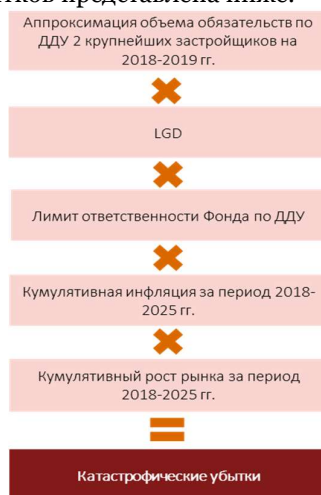 представлена ниже.
Аппроксимация объема обязательств по
ДДУ 2 крупнейших застройщиков на
2018-2019 гг.
LGD
Лимит ответственности Фонда по ДДУ
Кумулятивная инфляция за период 2018-
2025 гг.
Кумулятивный рост рынка за период
2018-2025 гг.
Катастрофические убытки